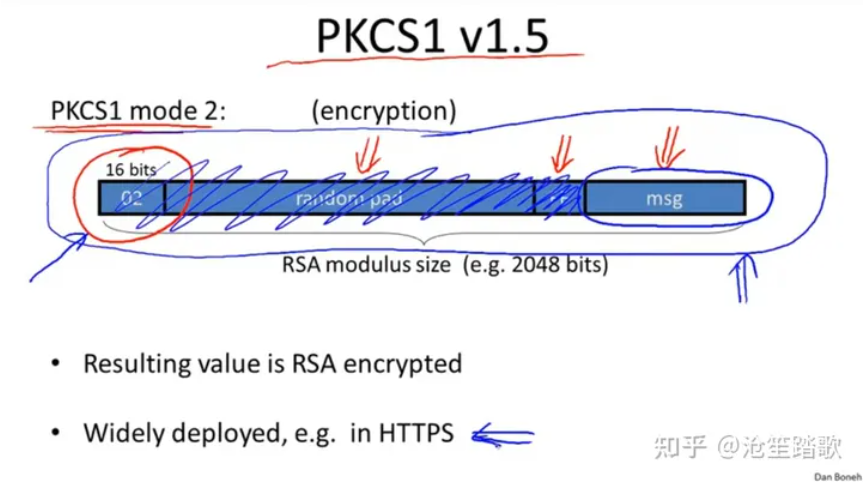 PKCS1 v1.5
PKCS1 mode 2: (encryption)
16 bits
02 random pad FF msg
RSA modulus size (e.g. 2048 bits)
• Resulting value is RSA encrypted
• Widely deployed, e.g. in HTTPS
知乎 @沧笙踏歌
Dan Boneh